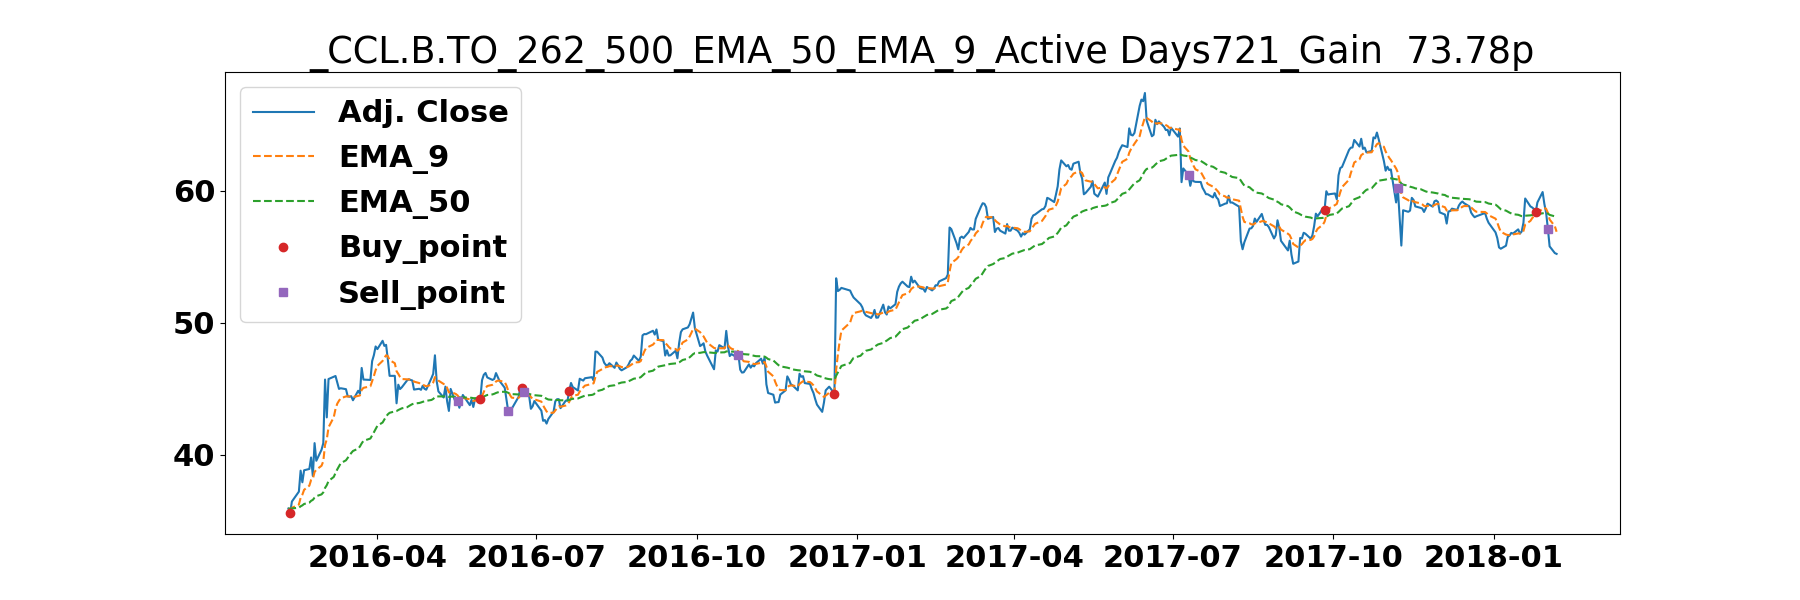 _CCL.B.TO_262_500_EMA_50_EMA_9_Active Days721_Gain  73.78p
Adj. Close
EMA_9
EMA_50
Buy_point
Sell_point
60
50
40
2016-04 2016-07 2016-10 2017-01 2017-04 2017-07 2017-10 2018-01